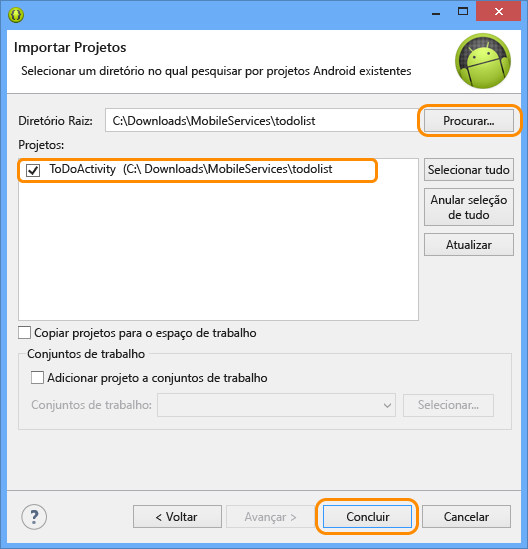 Importar Projetos
Selecionar um diretório no qual pesquisar por projetos Android existentes
Diretório Raiz: C:\Downloads\MobileServices\todolist Procurar...
Projetos:
ToDoActivity (C:\ Downloads\MobileServices\todolist
Selecionar tudo
Anular seleção
de tudo
Atualizar
Copiar projetos para o espaço de trabalho
Conjuntos de trabalho
Adicionar projeto a conjuntos de trabalho
Conjuntos de trabalho: Selecionar...
? < Voltar Avançar > Concluir Cancelar